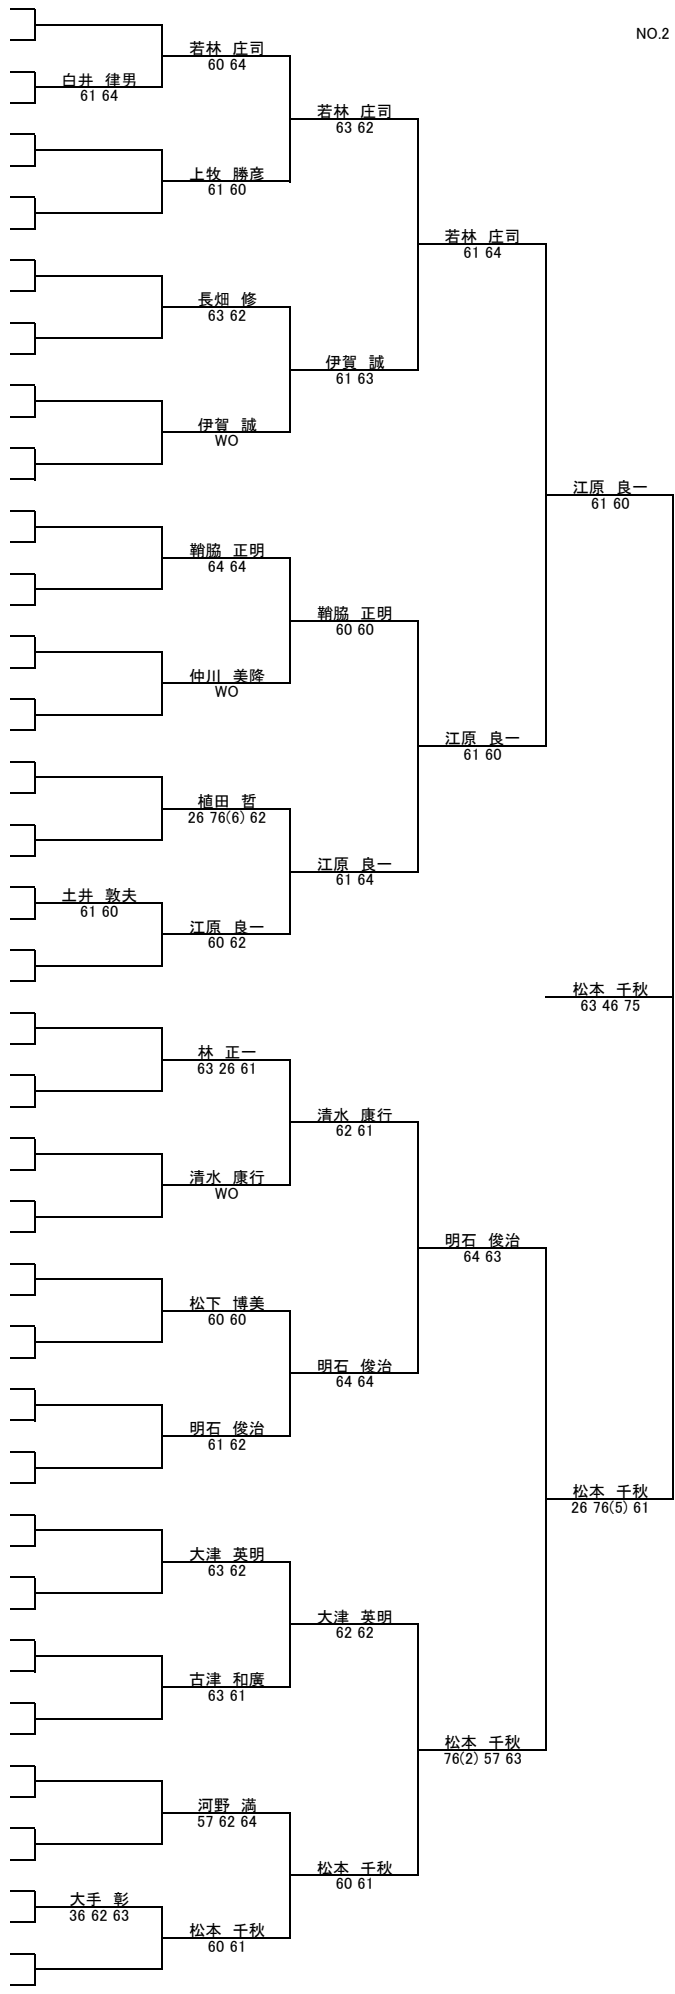 NO.2
若林 庄司
60 64
白井 律男
61 64
若林 庄司
63 62
上牧 勝彦
61 60
若林 庄司
61 64
長畑 修
63 62
伊賀 誠
61 63
伊賀 誠
WO
江原 良一
61 60
鞘脇 正明
64 64
鞘脇 正明
60 60
仲川 美隆
WO
江原 良一
61 60
植田 哲
26 76(6) 62
江原 良一
61 64
土井 敦夫
61 60
江原 良一
60 62
松本 千秋
63 46 75
林 正一
63 26 61
清水 康行
62 61
清水 康行
WO
明石 俊治
64 63
松下 博美
60 60
明石 俊治
64 64
明石 俊治
61 62
松本 千秋
26 76(5) 61
大津 英明
63 62
大津 英明
62 62
古津 和廣
63 61
松本 千秋
76(2) 57 63
河野 満
57 62 64
松本 千秋
60 61
大手 彰
36 62 63
松本 千秋
60 61